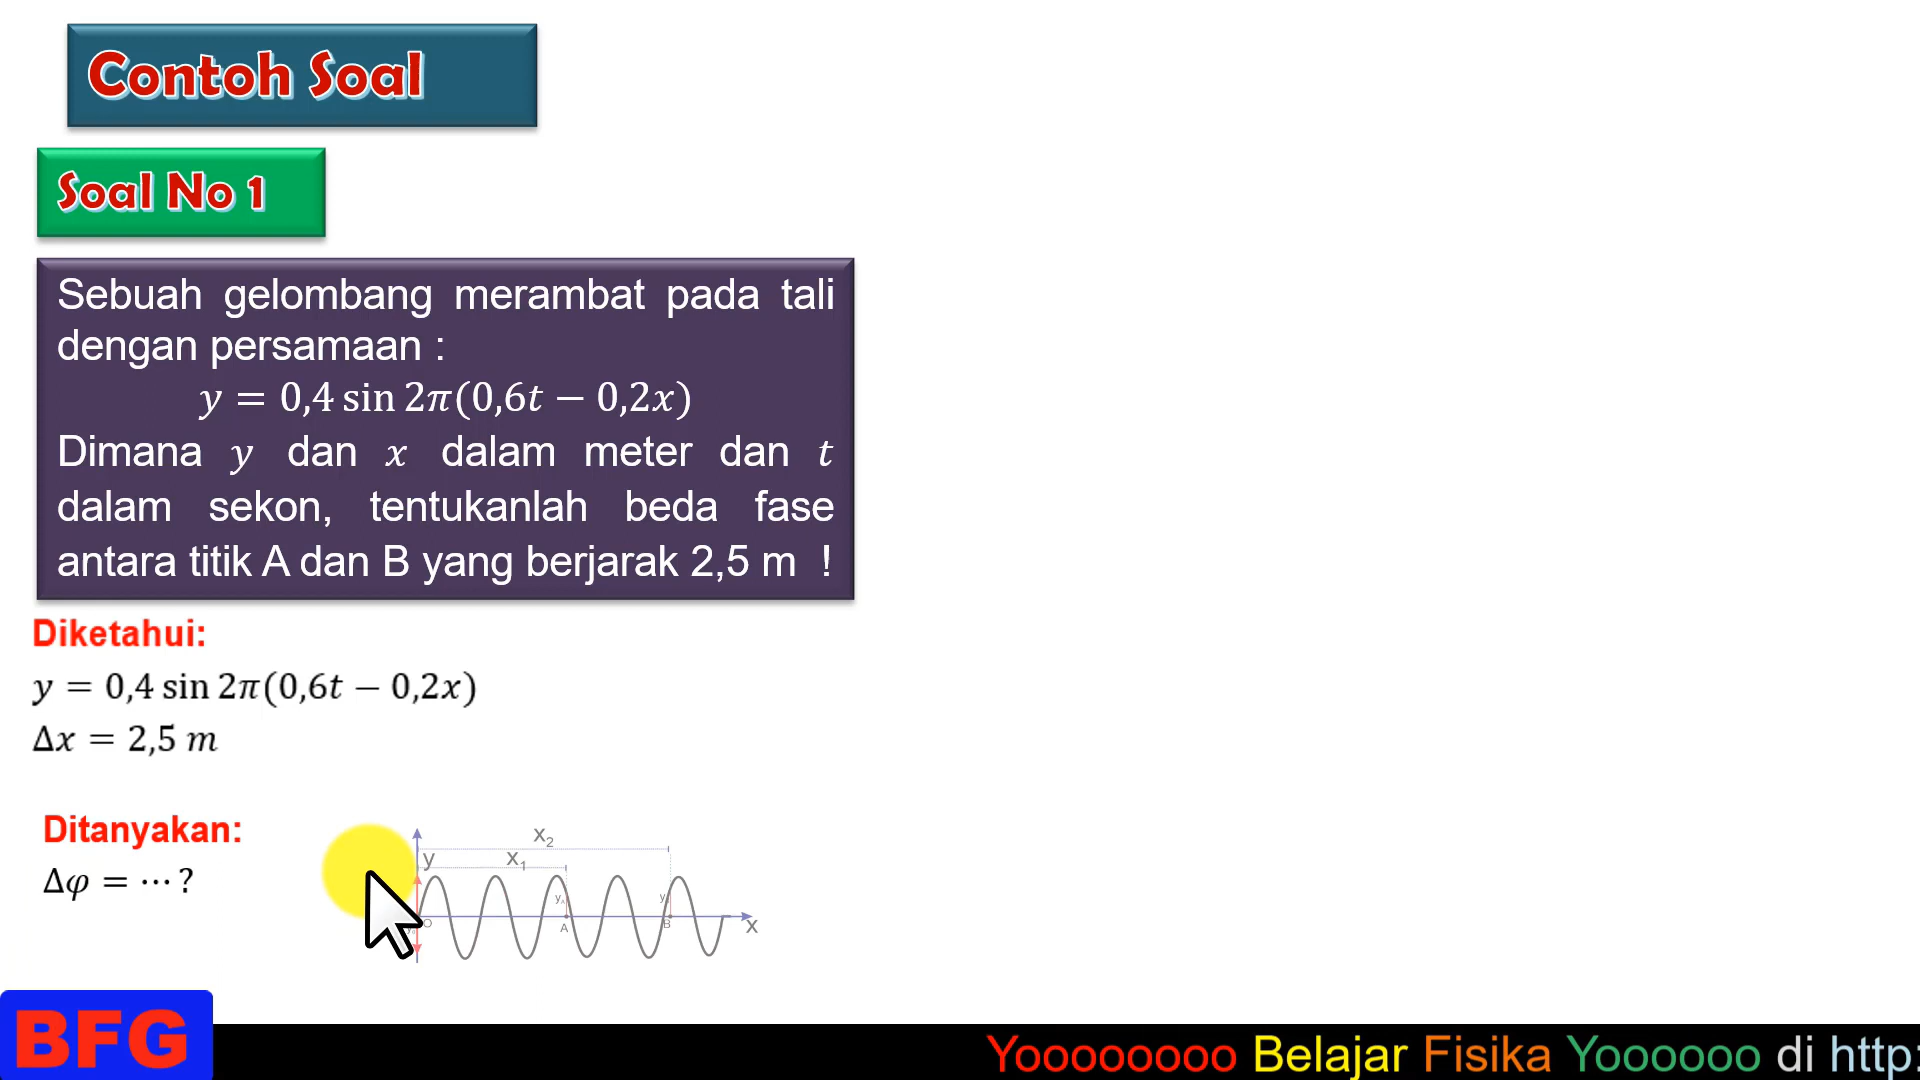 Contoh Soal
Soal No 1
Sebuah gelombang merambat pada tali
dengan persamaan :
y = 0,4 sin 2π(0,6t − 0,2x)
Dimana y dan x dalam meter dan t
dalam sekon, tentukanlah beda fase
antara titik A dan B yang berjarak 2,5 m !
Diketahui:
y = 0,4 sin 2π(0,6t − 0,2x)
Δx = 2,5 m
Ditanyakan:
Δφ = ⋯ ?
x₂
y x₁
O A B x
BFG
Yooooooooo Belajar Fisika Yoooooo di http: